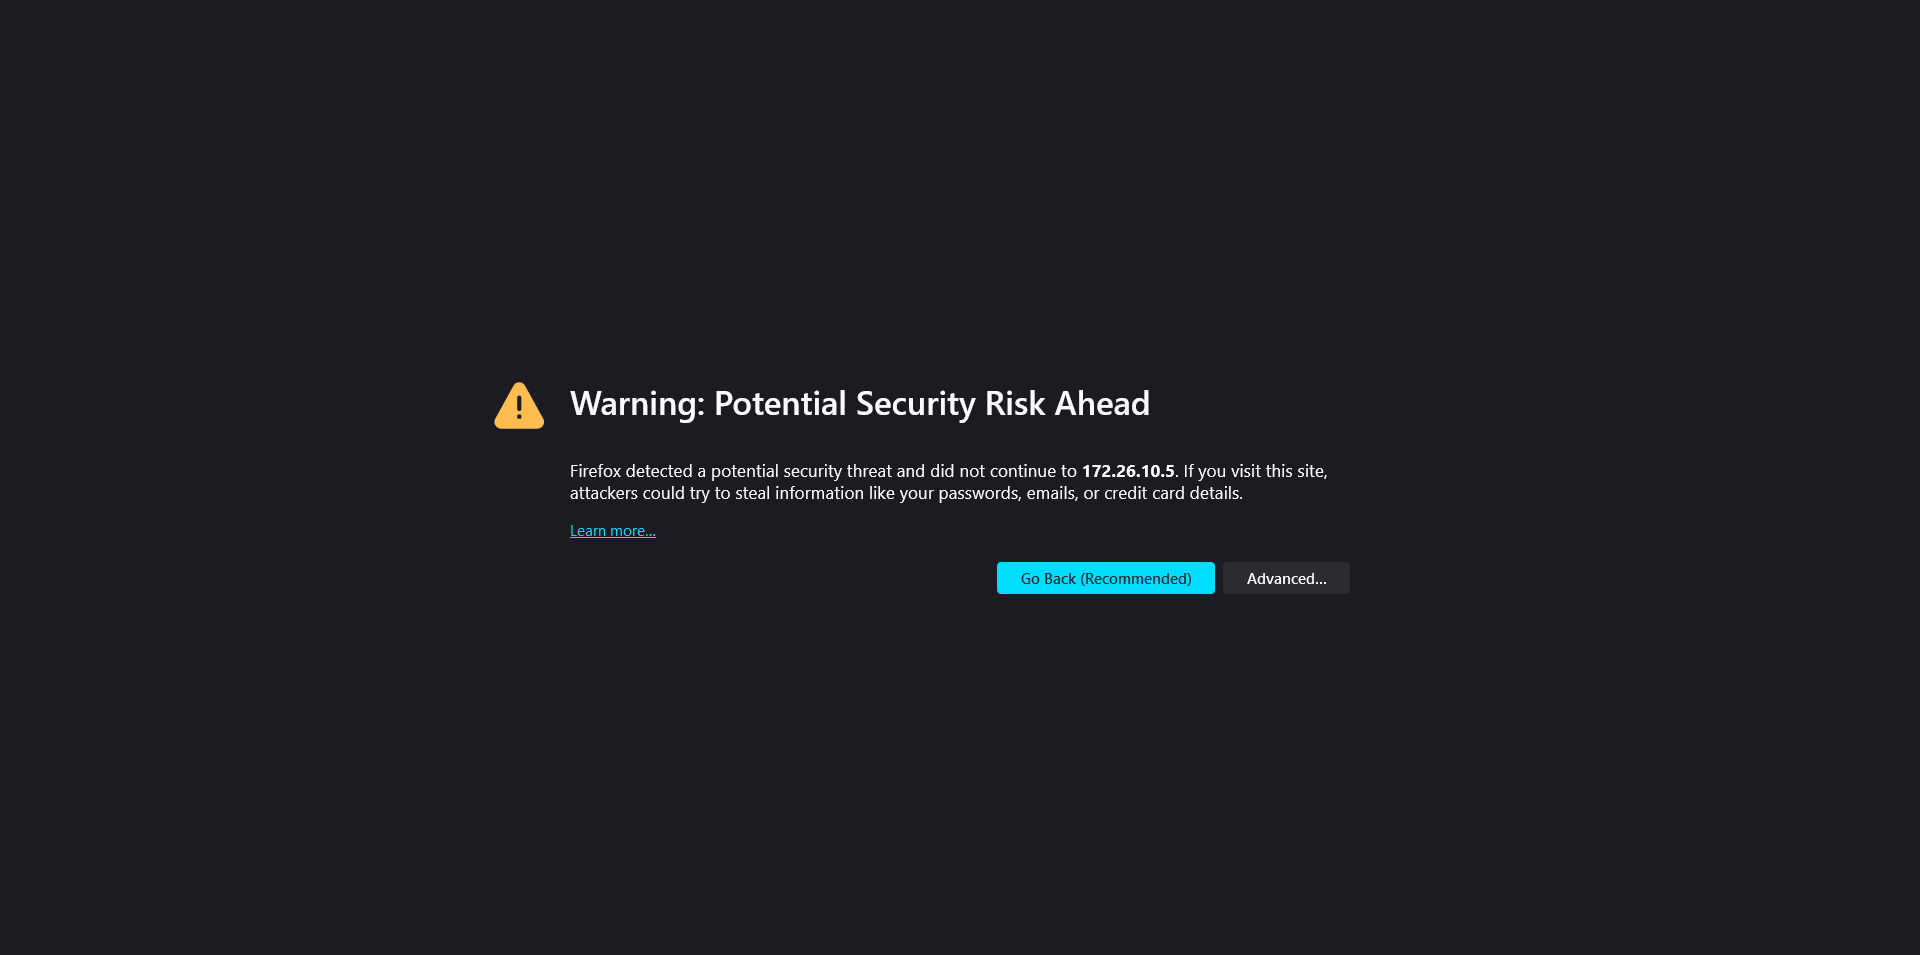 Warning: Potential Security Risk Ahead
Firefox detected a potential security threat and did not continue to 172.26.10.5. If you visit this site,
attackers could try to steal information like your passwords, emails, or credit card details.
Learn more...
Go Back (Recommended) Advanced...